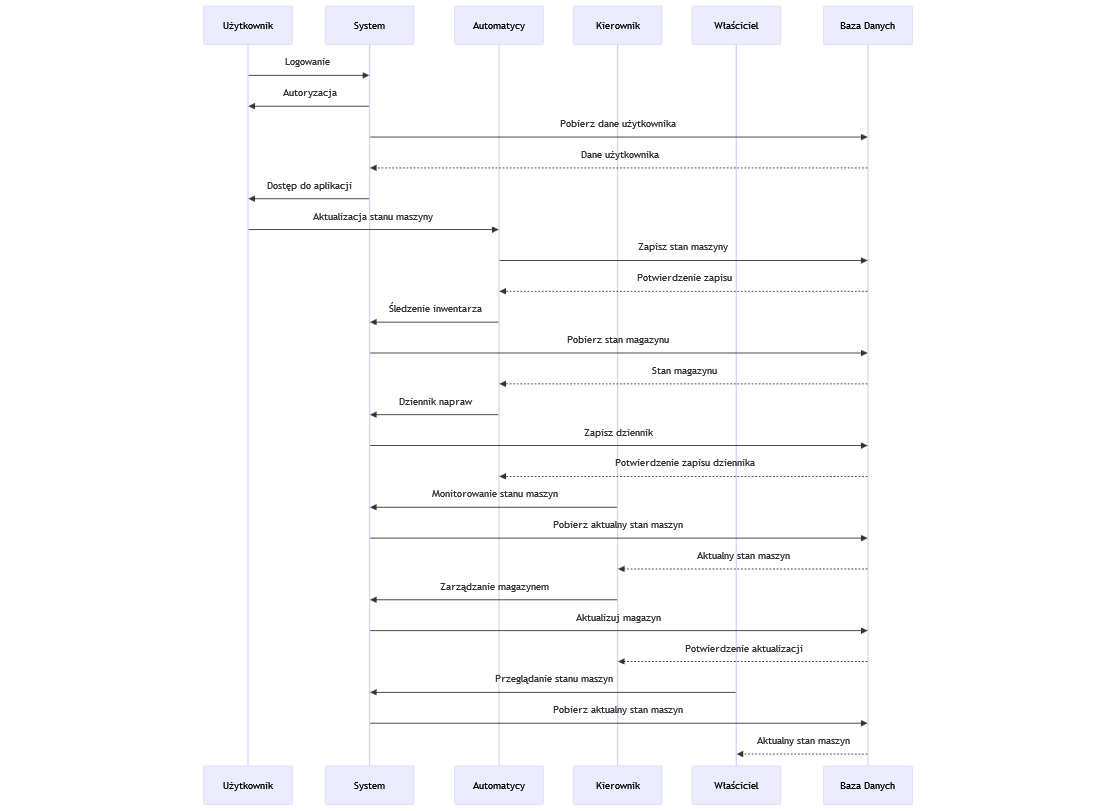 Użytkownik System Automatycy Kierownik Właściciel Baza Danych
Logowanie
Autoryzacja
Pobierz dane użytkownika
Dane użytkownika
Dostęp do aplikacji
Aktualizacja stanu maszyny
Zapisz stan maszyny
Potwierdzenie zapisu
Śledzenie inwentarza
Pobierz stan magazynu
Stan magazynu
Dziennik napraw
Zapisz dziennik
Potwierdzenie zapisu dziennika
Monitorowanie stanu maszyn
Pobierz aktualny stan maszyn
Aktualny stan maszyn
Zarządzanie magazynem
Aktualizuj magazyn
Potwierdzenie aktualizacji
Przeglądanie stanu maszyn
Pobierz aktualny stan maszyn
Aktualny stan maszyn
Użytkownik System Automatycy Kierownik Właściciel Baza Danych